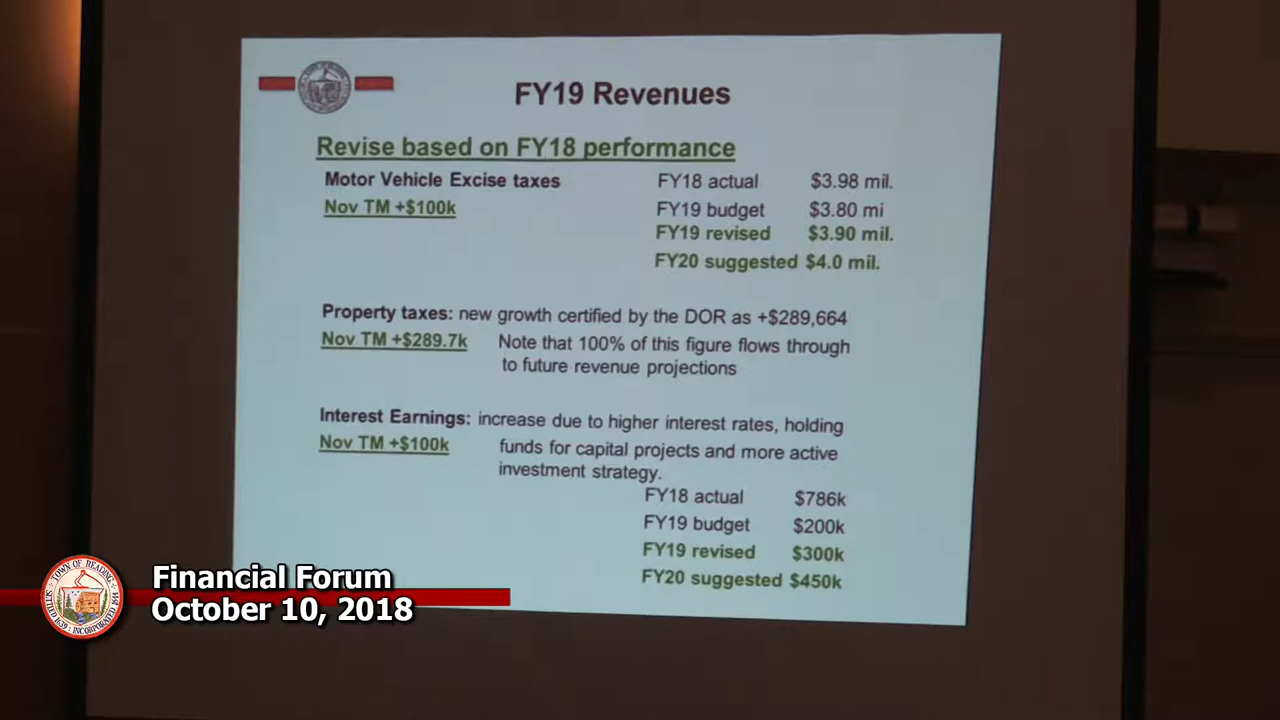 FY19 Revenues
Revise based on FY18 performance
Motor Vehicle Excise taxes FY18 actual $3.98 mil.
Nov TM +$100k FY19 budget $3.80 mi
FY19 revised $3.90 mil.
FY20 suggested $4.0 mil.
Property taxes: new growth certified by the DOR as +$289,664
Nov TM +$289.7k Note that 100% of this figure flows through
to future revenue projections
Interest Earnings: increase due to higher interest rates, holding
Nov TM +$100k funds for capital projects and more active
investment strategy.
FY18 actual $786k
FY19 budget $200k
FY19 revised $300k
FY20 suggested $450k
TOWN OF READING
Financial Forum
October 10, 2018